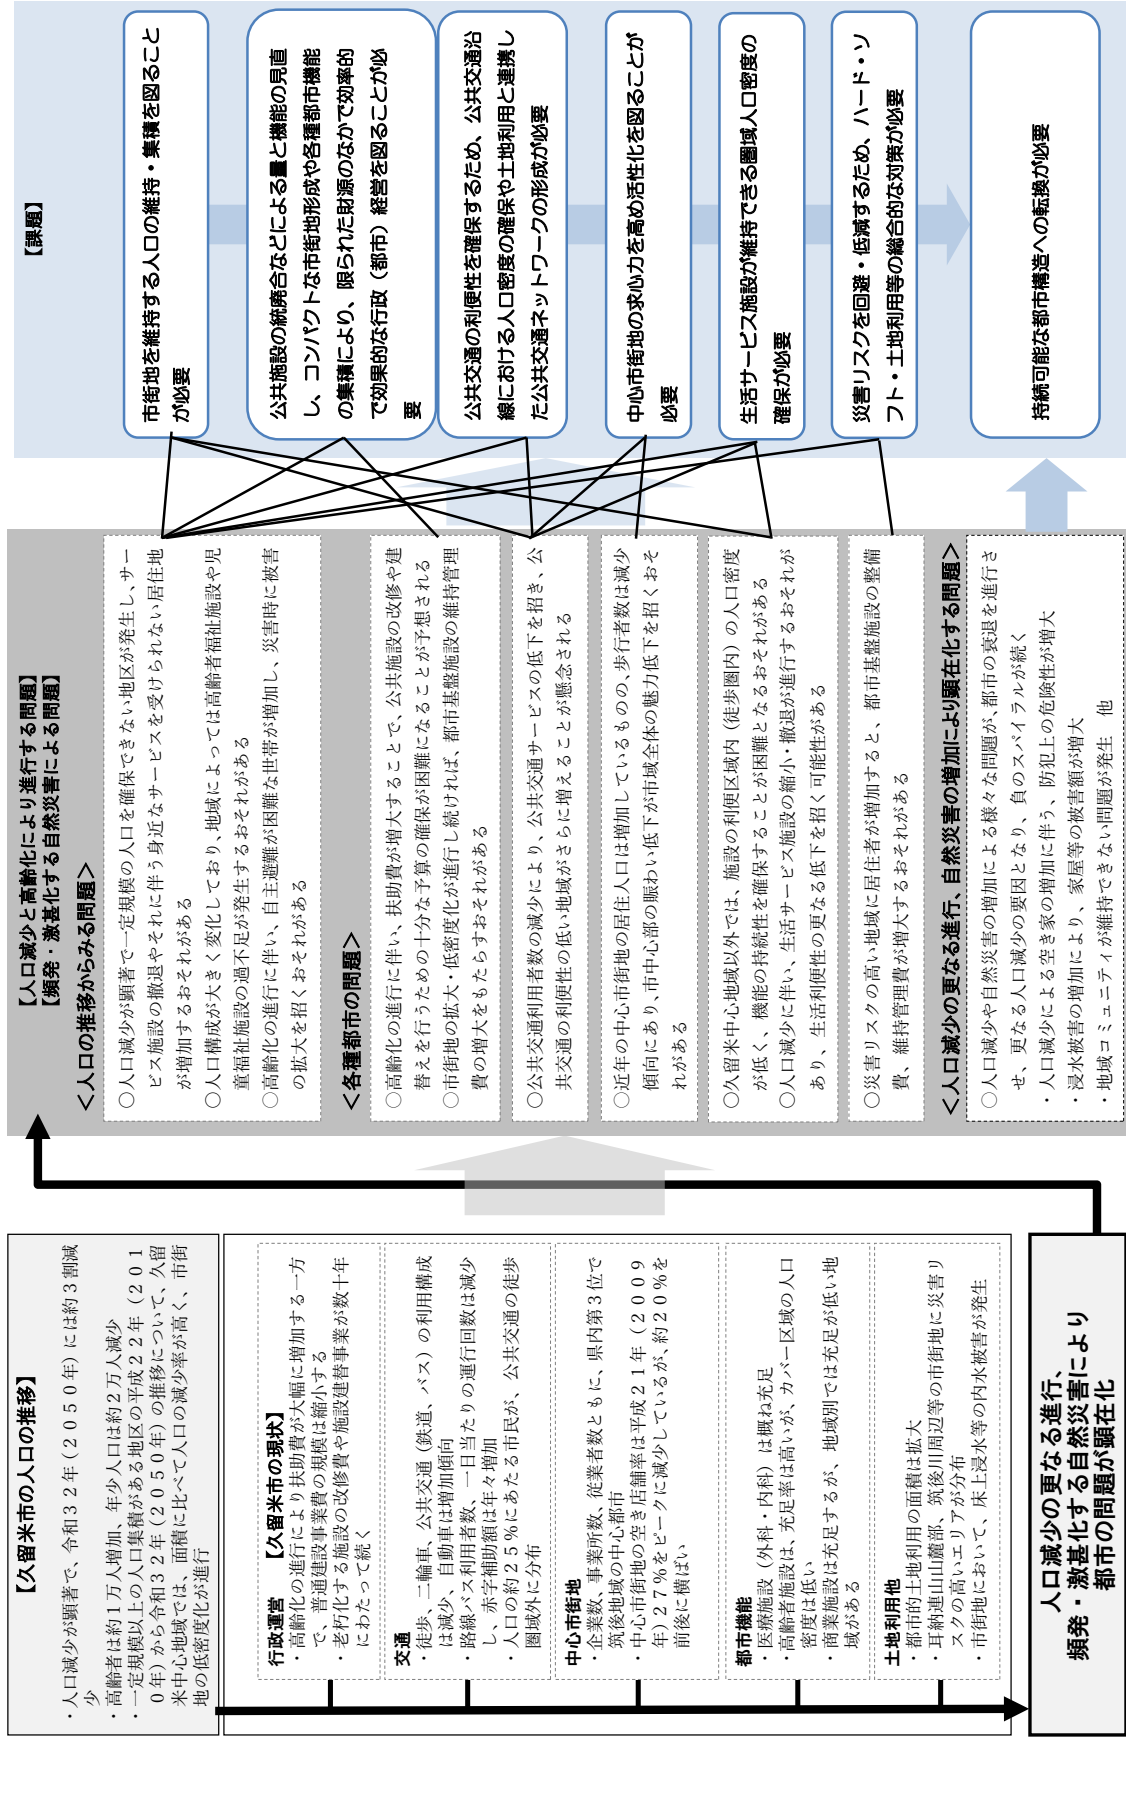 【久留米市の人口の推移】
・人口減少が顕著で、令和３２年（２０５０年）には約３割減
少
・高齢者は約１万人増加、年少人口は約２万人減少
・一定規模以上の人口集積がある地区の平成２２年（２０１
０年）から令和３２年（２０５０年）の推移について、久留
米中心地域では、面積に比べて人口の減少率が高く、市街
地の低密度化が進行
【久留米市の現状】
行政運営
・高齢化の進行により扶助費が大幅に増加する一方
で、普通建設事業費の規模は縮小する
・老朽化する施設の改修費や施設建替事業が数十年
にわたって続く
交通
・徒歩、二輪車、公共交通（鉄道、バス）の利用構成
は減少、自動車は増加傾向
・路線バス利用者数、一日当たりの運行回数は減少
し、赤字補助額は年々増加
・人口の約２５％にあたる市民が、公共交通の徒歩
圏域外に分布
中心市街地
・企業数、事業所数、従業者数ともに、県内第３位で
筑後地域の中心都市
・中心市街地の空き店舗率は平成２１年（２００９
年）２７％をピークに減少しているが、約２０％を
前後に横ばい
都市機能
・医療施設（外科・内科）は概ね充足
・高齢者施設は、充足率は高いが、カバー区域の人口
密度は低い
・商業施設は充足するが、地域別では充足が低い地
域がある
土地利用他
・都市的土地利用の面積は拡大
・耳納連山山麓部、筑後川周辺等の市街地に災害リ
スクの高いエリアが分布
・市街地において、床上浸水等の内水被害が発生
人口減少の更なる進行、
頻発・激甚化する自然災害により
都市の問題が顕在化
【人口減少と高齢化により進行する問題】
【頻発・激甚化する自然災害による問題】
＜人口の推移からみる問題＞
○人口減少が顕著で一定規模の人口を確保できない地区が発生し、サー
ビス施設の撤退やそれに伴う身近なサービスを受けられない居住地
が増加するおそれがある
○人口構成が大きく変化しており、地域によっては高齢者福祉施設や児
童福祉施設の過不足が発生するおそれがある
○高齢化の進行に伴い、自主避難が困難な世帯が増加し、災害時に被害
の拡大を招くおそれがある
＜各種都市の問題＞
○高齢化の進行に伴い、扶助費が増大することで、公共施設の改修や建
替えを行うための十分な予算の確保が困難になることが予想される
○市街地の拡大・低密度化が進行し続ければ、都市基盤施設の維持管理
費の増大をもたらすおそれがある
○公共交通利用者数の減少により、公共交通サービスの低下を招き、公
共交通の利便性の低い地域がさらに増えることが懸念される
○近年の中心市街地の居住人口は増加しているものの、歩行者数は減少
傾向にあり、市中心部の賑わい低下が市域全体の魅力低下を招くおそ
れがある
○久留米中心地域以外では、施設の利便区域内（徒歩圏内）の人口密度
が低く、機能の持続性を確保することが困難となるおそれがある
○人口減少に伴い、生活サービス施設の縮小・撤退が進行するおそれが
あり、生活利便性の更なる低下を招く可能性がある
○災害リスクの高い地域に居住者が増加すると、都市基盤施設の整備
費、維持管理費が増大するおそれがある
＜人口減少の更なる進行、自然災害の増加により顕在化する問題＞
○人口減少や自然災害の増加による様々な問題が、都市の衰退を進行さ
せ、更なる人口減少の要因となり、負のスパイラルが続く
・人口減少による空き家の増加に伴う、防犯上の危険性が増大
・浸水被害の増加により、家屋等の被害額が増大
・地域コミュニティが維持できない問題が発生　他
【課題】
市街地を維持する人口の維持・集積を図ること
が必要
公共施設の統廃合などによる量と機能の見直
し、コンパクトな市街地形成や各種都市機能
の集積により、限られた財源のなかで効率的
で効果的な行政（都市）経営を図ることが必
要
公共交通の利便性を確保するため、公共交通沿
線における人口密度の確保や土地利用と連携し
た公共交通ネットワークの形成が必要
中心市街地の求心力を高め活性化を図ることが
必要
生活サービス施設が維持できる圏域人口密度の
確保が必要
災害リスクを回避・低減するため、ハード・ソ
フト・土地利用等の総合的な対策が必要
持続可能な都市構造への転換が必要